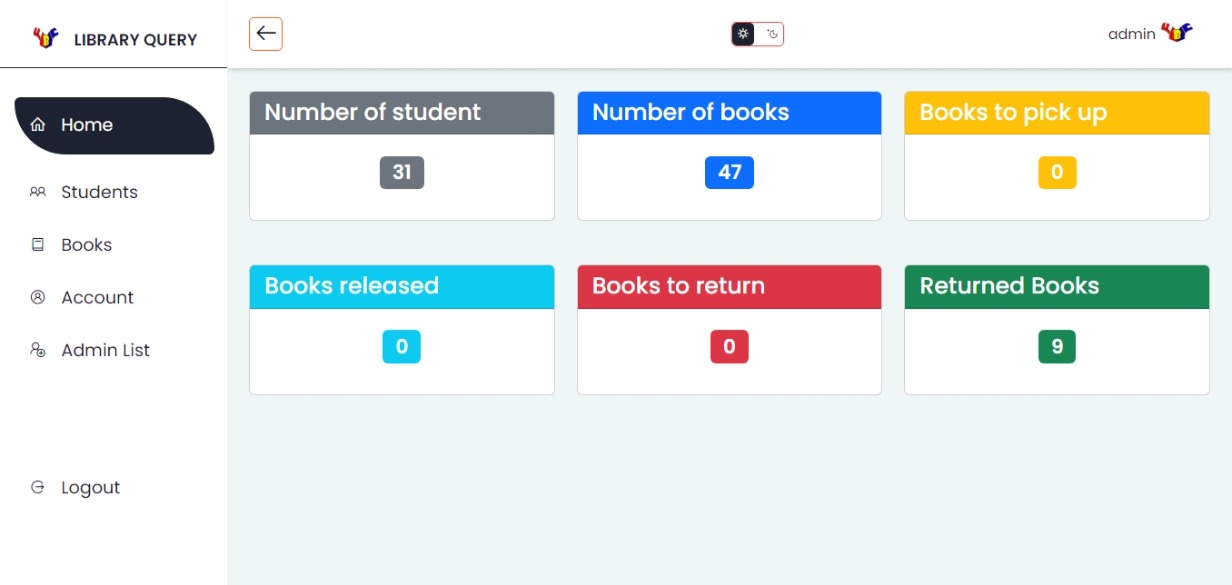 LIBRARY QUERY
admin
Home
Students
Books
Account
Admin List
Logout
Number of student
31
Number of books
47
Books to pick up
0
Books released
0
Books to return
0
Returned Books
9